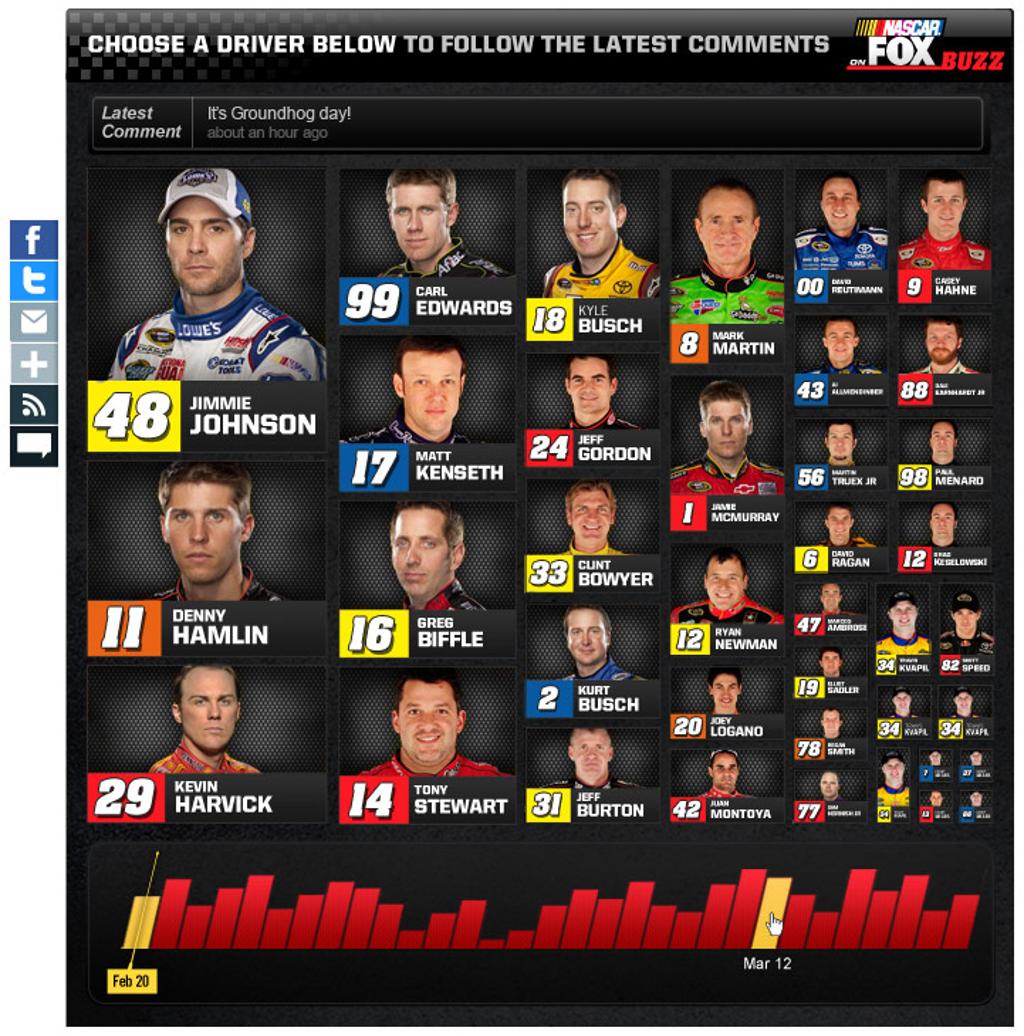 CHOOSE A DRIVER BELOW TO FOLLOW THE LATEST COMMENTS
NASCAR
ON FOX BUZZ
Latest Comment
It's Groundhog day!
about an hour ago
48 JIMMIE JOHNSON
11 DENNY HAMLIN
29 KEVIN HARVICK
99 CARL EDWARDS
17 MATT KENSETH
16 GREG BIFFLE
14 TONY STEWART
18 KYLE BUSCH
24 JEFF GORDON
33 CLINT BOWYER
2 KURT BUSCH
31 JEFF BURTON
8 MARK MARTIN
1 JAMIE MCMURRAY
12 RYAN NEWMAN
20 JOEY LOGANO
42 JUAN MONTOYA
00 DAVID REUTIMANN
9 CASEY HAHNE
43 AJ ALLMENDINGER
88 DALE EARNHARDT JR
56 MARTIN TRUEX JR
98 PAUL MENARD
6 DAVID RAGAN
12 BRAD KESELOWSKI
47 MARCOS AMBROSE
19 ELLIOT SADLER
78 REGAN SMITH
77 SAM HORNISH JR
34 TRAVIS KVAPIL
82 SCOTT SPEED
34 KVAPIL
34 KVAPIL
34
Feb 20
Mar 12